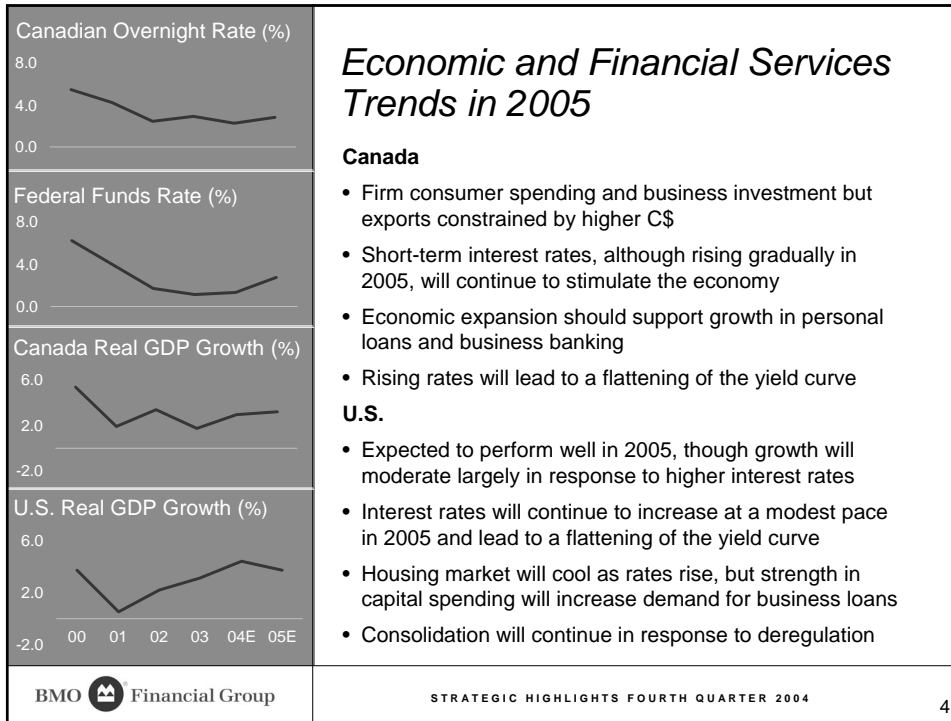 Canadian Overnight Rate (%)
8.0
4.0
0.0
Federal Funds Rate (%)
8.0
4.0
0.0
Canada Real GDP Growth (%)
6.0
2.0
-2.0
U.S. Real GDP Growth (%)
6.0
2.0
-2.0
00 01 02 03 04E 05E
Economic and Financial Services
Trends in 2005
Canada
• Firm consumer spending and business investment but
exports constrained by higher C$
• Short-term interest rates, although rising gradually in
2005, will continue to stimulate the economy
• Economic expansion should support growth in personal
loans and business banking
• Rising rates will lead to a flattening of the yield curve
U.S.
• Expected to perform well in 2005, though growth will
moderate largely in response to higher interest rates
• Interest rates will continue to increase at a modest pace
in 2005 and lead to a flattening of the yield curve
• Housing market will cool as rates rise, but strength in
capital spending will increase demand for business loans
• Consolidation will continue in response to deregulation
BMO Financial Group
STRATEGIC HIGHLIGHTS FOURTH QUARTER 2004
4